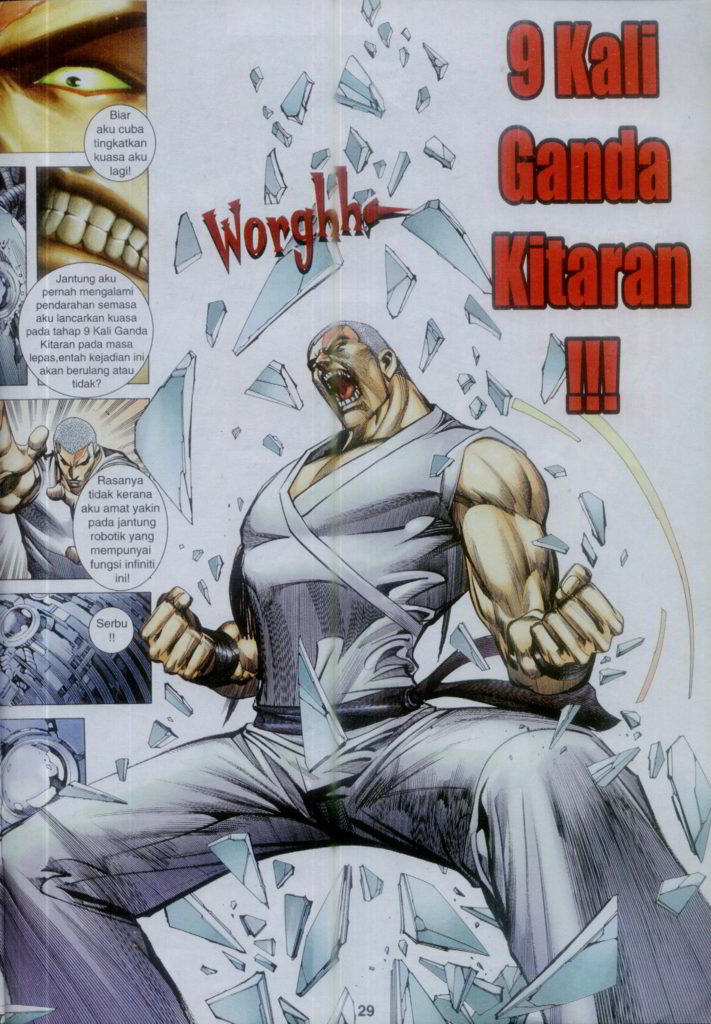 Biar
aku cuba
tingkatkan
kuasa aku
lagi!
Jantung aku
pernah mengalami
pendarahan semasa
aku lancarkan kuasa
pada tahap 9 Kali Ganda
Kitaran pada masa
lepas,entah kejadian ini
akan berulang atau
tidak?
Rasanya
tidak kerana
aku amat yakin
pada jantung
robotik yang
mempunyai
fungsi infiniti
ini!
Serbu
!!
Worghh
9 Kali
Ganda
Kitaran
!!!
29